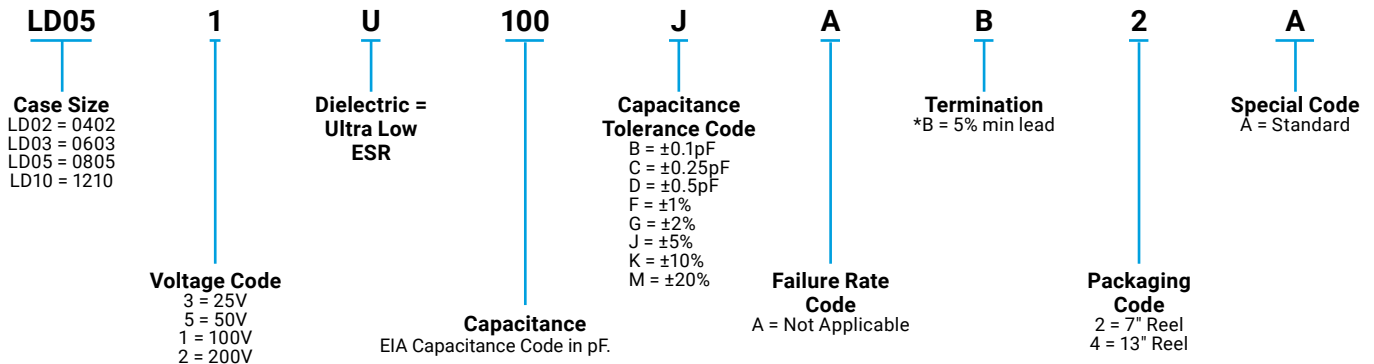 LD05 1 U 100 J A B 2 A
Case Size
LD02 = 0402
LD03 = 0603
LD05 = 0805
LD10 = 1210
Voltage Code
3 = 25V
5 = 50V
1 = 100V
2 = 200V
Dielectric =
Ultra Low
ESR
Capacitance
EIA Capacitance Code in pF.
Capacitance
Tolerance Code
B = ±0.1pF
C = ±0.25pF
D = ±0.5pF
F = ±1%
G = ±2%
J = ±5%
K = ±10%
M = ±20%
Failure Rate
Code
A = Not Applicable
Termination
*B = 5% min lead
Packaging
Code
2 = 7" Reel
4 = 13" Reel
Special Code
A = Standard